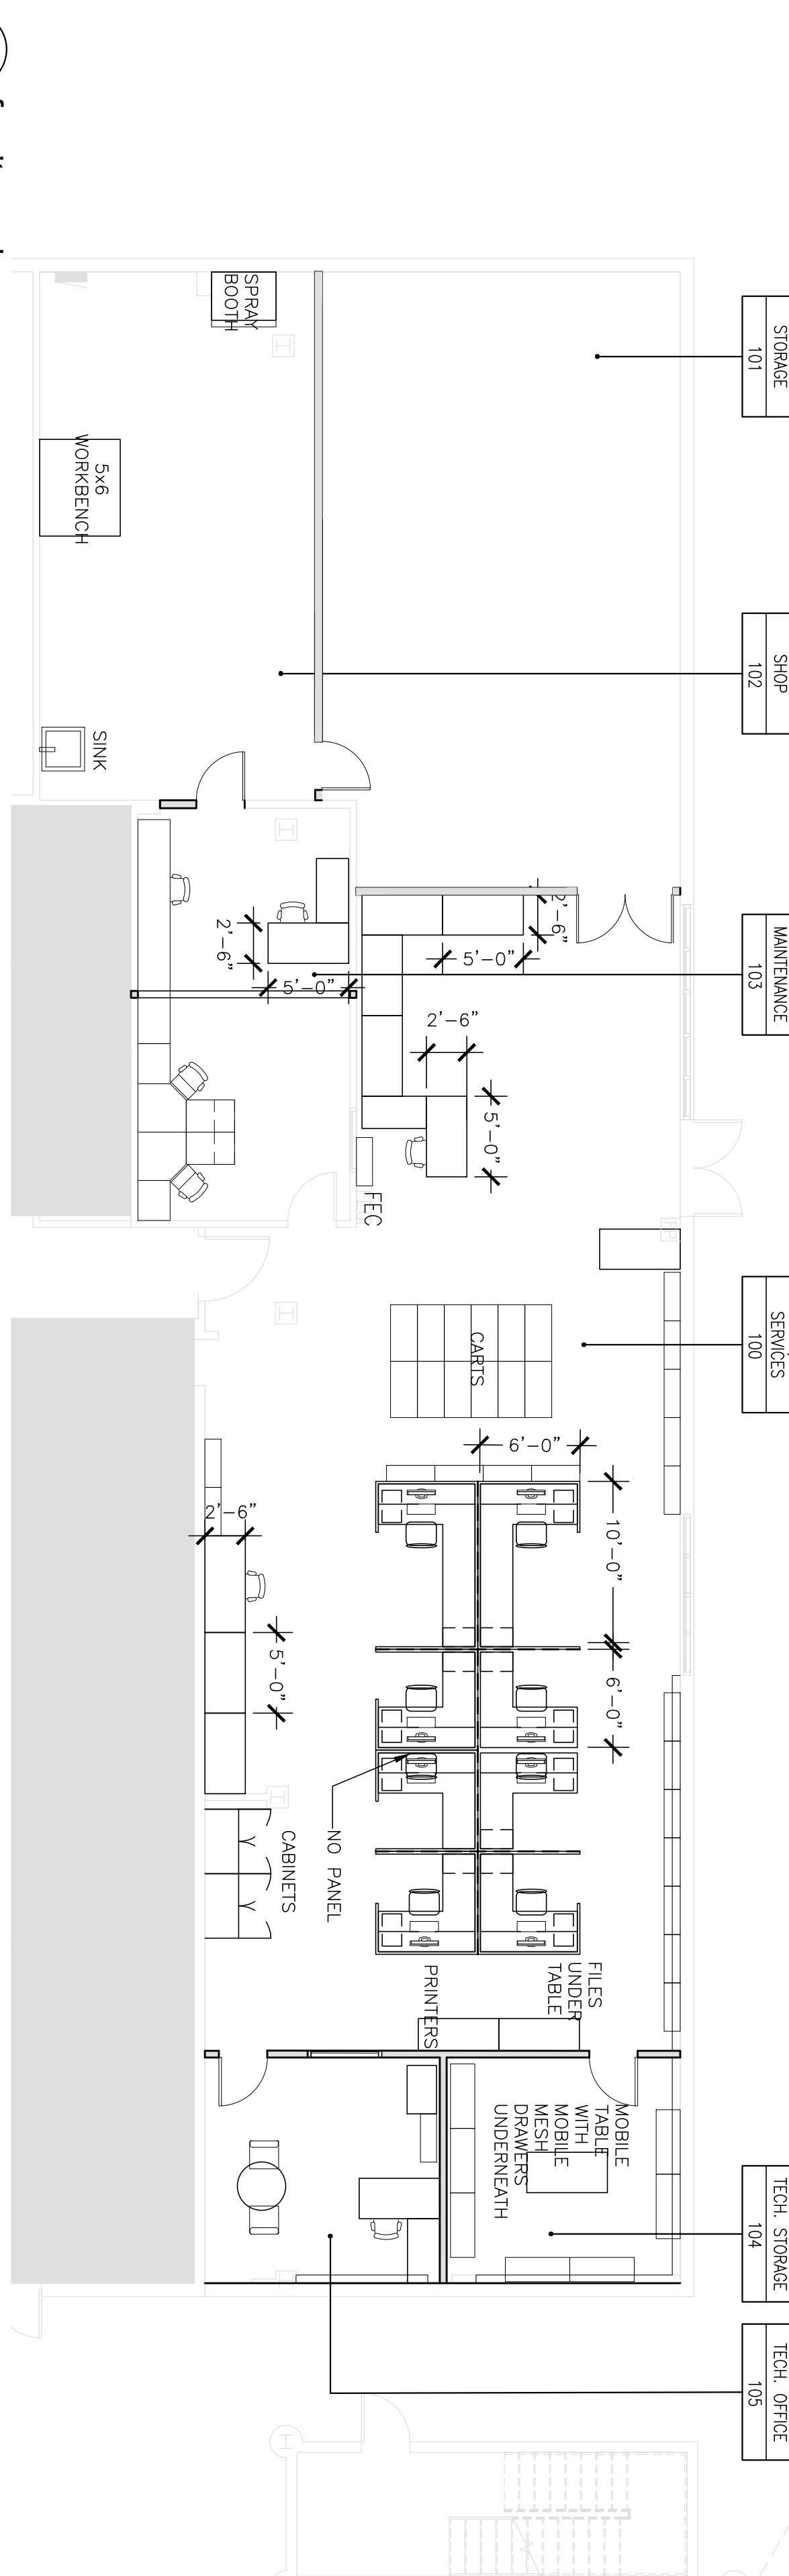 STORAGE
101
SHOP
102
MAINTENANCE
103
SERVICES
100
TECH. STORAGE
104
TECH. OFFICE
105
SPRAY
BOOTH
5x6
WORKBENCH
SINK
2'-6"
5'-0"
2'-6"
5'-0"
2'-6"
5'-0"
FEC
FP
CARTS
6'-0"
10'-0"
6'-0"
2'-6"
5'-0"
CABINETS
NO PANEL
PRINTERS
FILES
UNDER
TABLE
MOBILE
TABLE
WITH
MOBILE
MESH
DRAWERS
UNDERNEATH